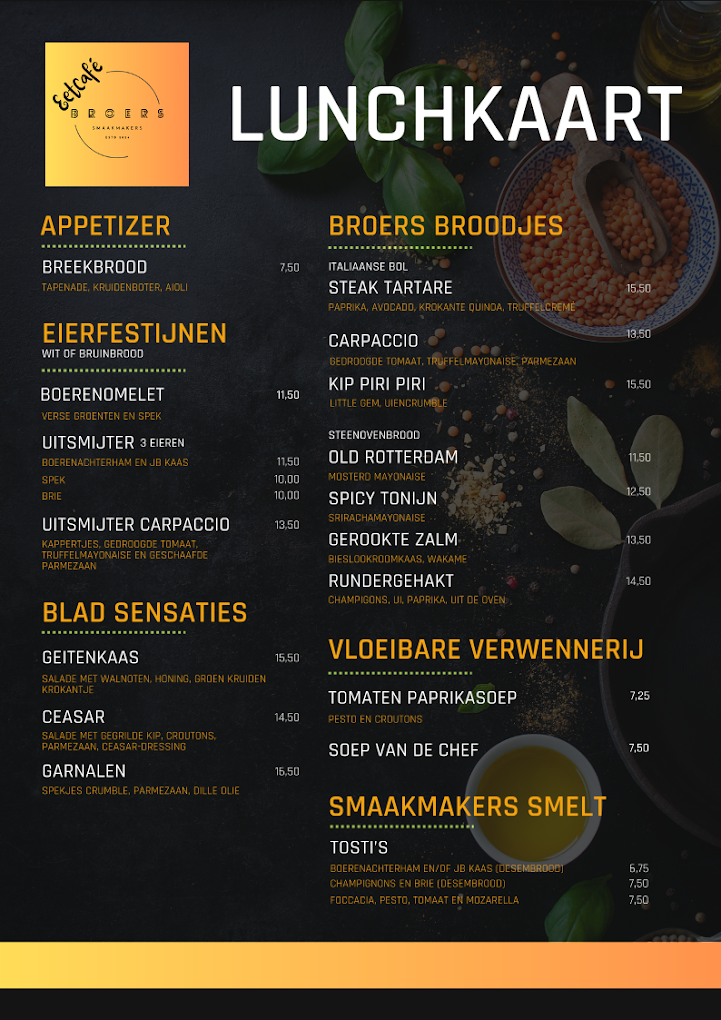 Eetcafé
BROERS
SMAAKMAKERS
ESTD 2024
LUNCHKAART
APPETIZER
BREEKBROOD 7,50
TAPENADE, KRUIDENBOTER, AIOLI
EIERFESTIJNEN
WIT OF BRUINBROOD
BOERENOMELET 11,50
VERSE GROENTEN EN SPEK
UITSMIJTER 3 EIEREN
BOERENACHTERHAM EN JB KAAS 11,50
SPEK 10,00
BRIE 10,00
UITSMIJTER CARPACCIO 13,50
KAPPERTJES, GEDROOGDE TOMAAT,
TRUFFELMAYONAISE EN GESCHAAFDE
PARMEZAAN
BLAD SENSATIES
GEITENKAAS 15,50
SALADE MET WALNOTEN, HONING, GROEN KRUIDEN
KROKANTJE
CEASAR 14,50
SALADE MET GEGRILDE KIP, CROUTONS,
PARMEZAAN, CEASAR-DRESSING
GARNALEN 15,50
SPEKJES CRUMBLE, PARMEZAAN, DILLE OLIE
BROERS BROODJES
ITALIAANSE BOL
STEAK TARTARE 15,50
PAPRIKA, AVOCADO, KROKANTE QUINOA, TRUFFELCRÈME
CARPACCIO 13,50
GEDROOGDE TOMAAT, TRUFFELMAYONAISE, PARMEZAAN
KIP PIRI PIRI 15,50
LITTLE GEM, UIENCRUMBLE
STEENOVENBROOD
OLD ROTTERDAM 11,50
MOSTERD MAYONAISE
SPICY TONIJN 12,50
SRIRACHAMAYONAISE
GEROOKTE ZALM 13,50
BIESLOOKROOMKAAS, WAKAME
RUNDERGEHAKT 14,50
CHAMPIGONS, UI, PAPRIKA, UIT DE OVEN
VLOEIBARE VERWENNERIJ
TOMATEN PAPRIKASOEP 7,25
PESTO EN CROUTONS
SOEP VAN DE CHEF 7,50
SMAAKMAKERS SMELT
TOSTI'S
BOERENACHTERHAM EN/OF JB KAAS (DESEMBROOD) 6,75
CHAMPIGNONS EN BRIE (DESEMBROOD) 7,50
FOCCACIA, PESTO, TOMAAT EN MOZARELLA 7,50